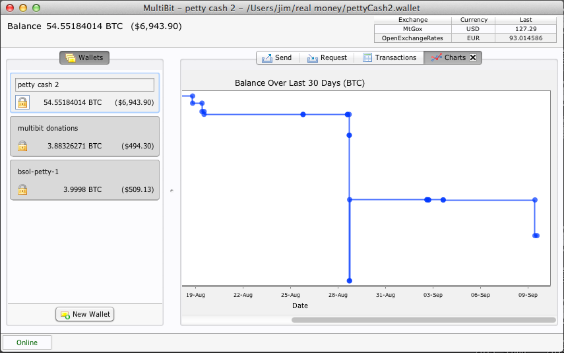 MultiBit - petty cash 2 - /Users/jim/real money/pettyCash2.wallet
Balance 54.55184014 BTC ($6,943.90)
Exchange Currency Last
MtGox USD 127.29
OpenExchangeRates EUR 93.014586
Wallets
Send Request Transactions Charts
petty cash 2
54.55184014 BTC ($6,943.90)
multibit donations
3.88326271 BTC ($494.30)
bsol-petty-1
3.9998 BTC ($509.13)
New Wallet
Balance Over Last 30 Days (BTC)
19-Aug 22-Aug 25-Aug 28-Aug 31-Aug 03-Sep 06-Sep 09-Sep
Date
Online